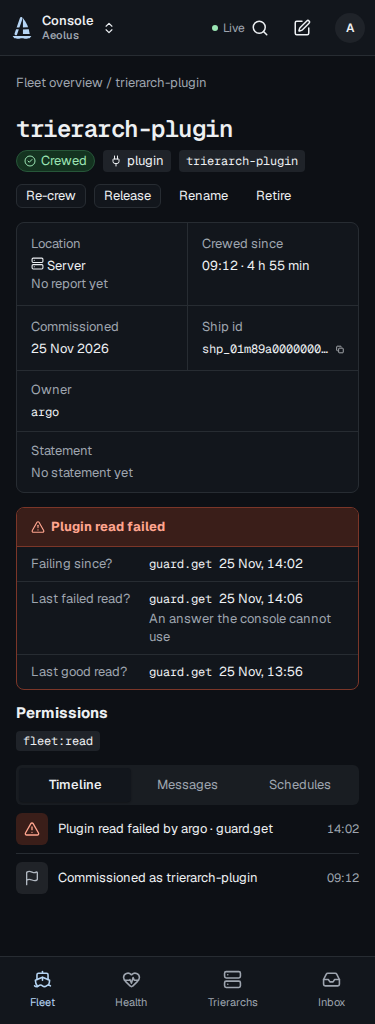 Console
Aeolus
Live
A
Fleet overview / trierarch-plugin
trierarch-plugin
Crewed
plugin
trierarch-plugin
Re-crew
Release
Rename
Retire
Location
Server
No report yet
Crewed since
09:12 · 4 h 55 min
Commissioned
25 Nov 2026
Ship id
shp_01m89a0000000…
Owner
argo
Statement
No statement yet
Plugin read failed
Failing since?
guard.get 25 Nov, 14:02
Last failed read?
guard.get 25 Nov, 14:06
An answer the console cannot
use
Last good read?
guard.get 25 Nov, 13:56
Permissions
fleet:read
Timeline
Messages
Schedules
Plugin read failed by argo · guard.get
14:02
Commissioned as trierarch-plugin
09:12
Fleet
Health
Trierarchs
Inbox